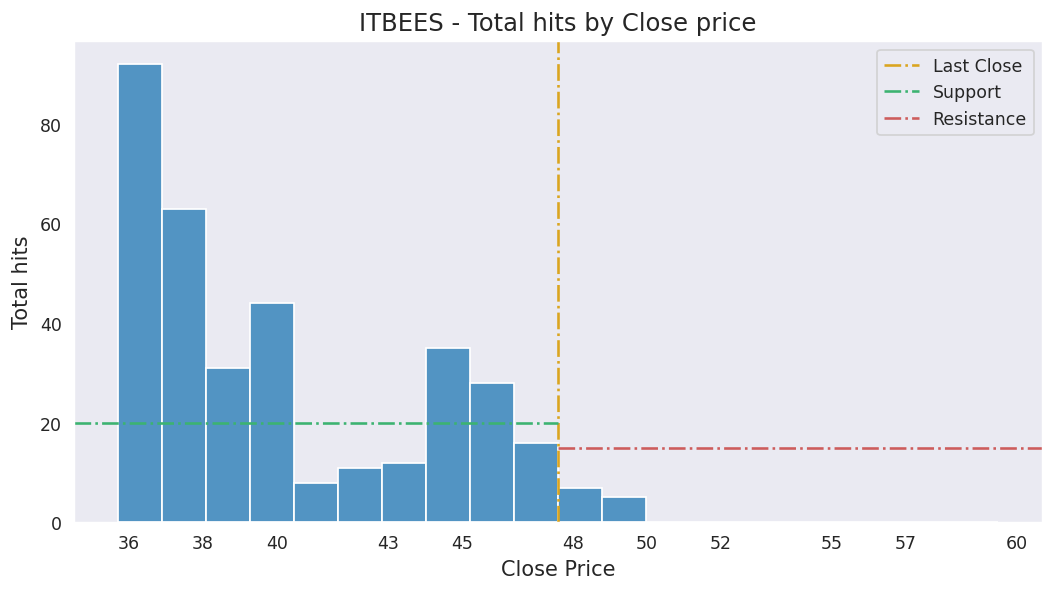 ITBEES - Total hits by Close price
Last Close
Support
Resistance
Total hits
80
60
40
20
0
36 38 40 43 45 48 50 52 55 57 60
Close Price